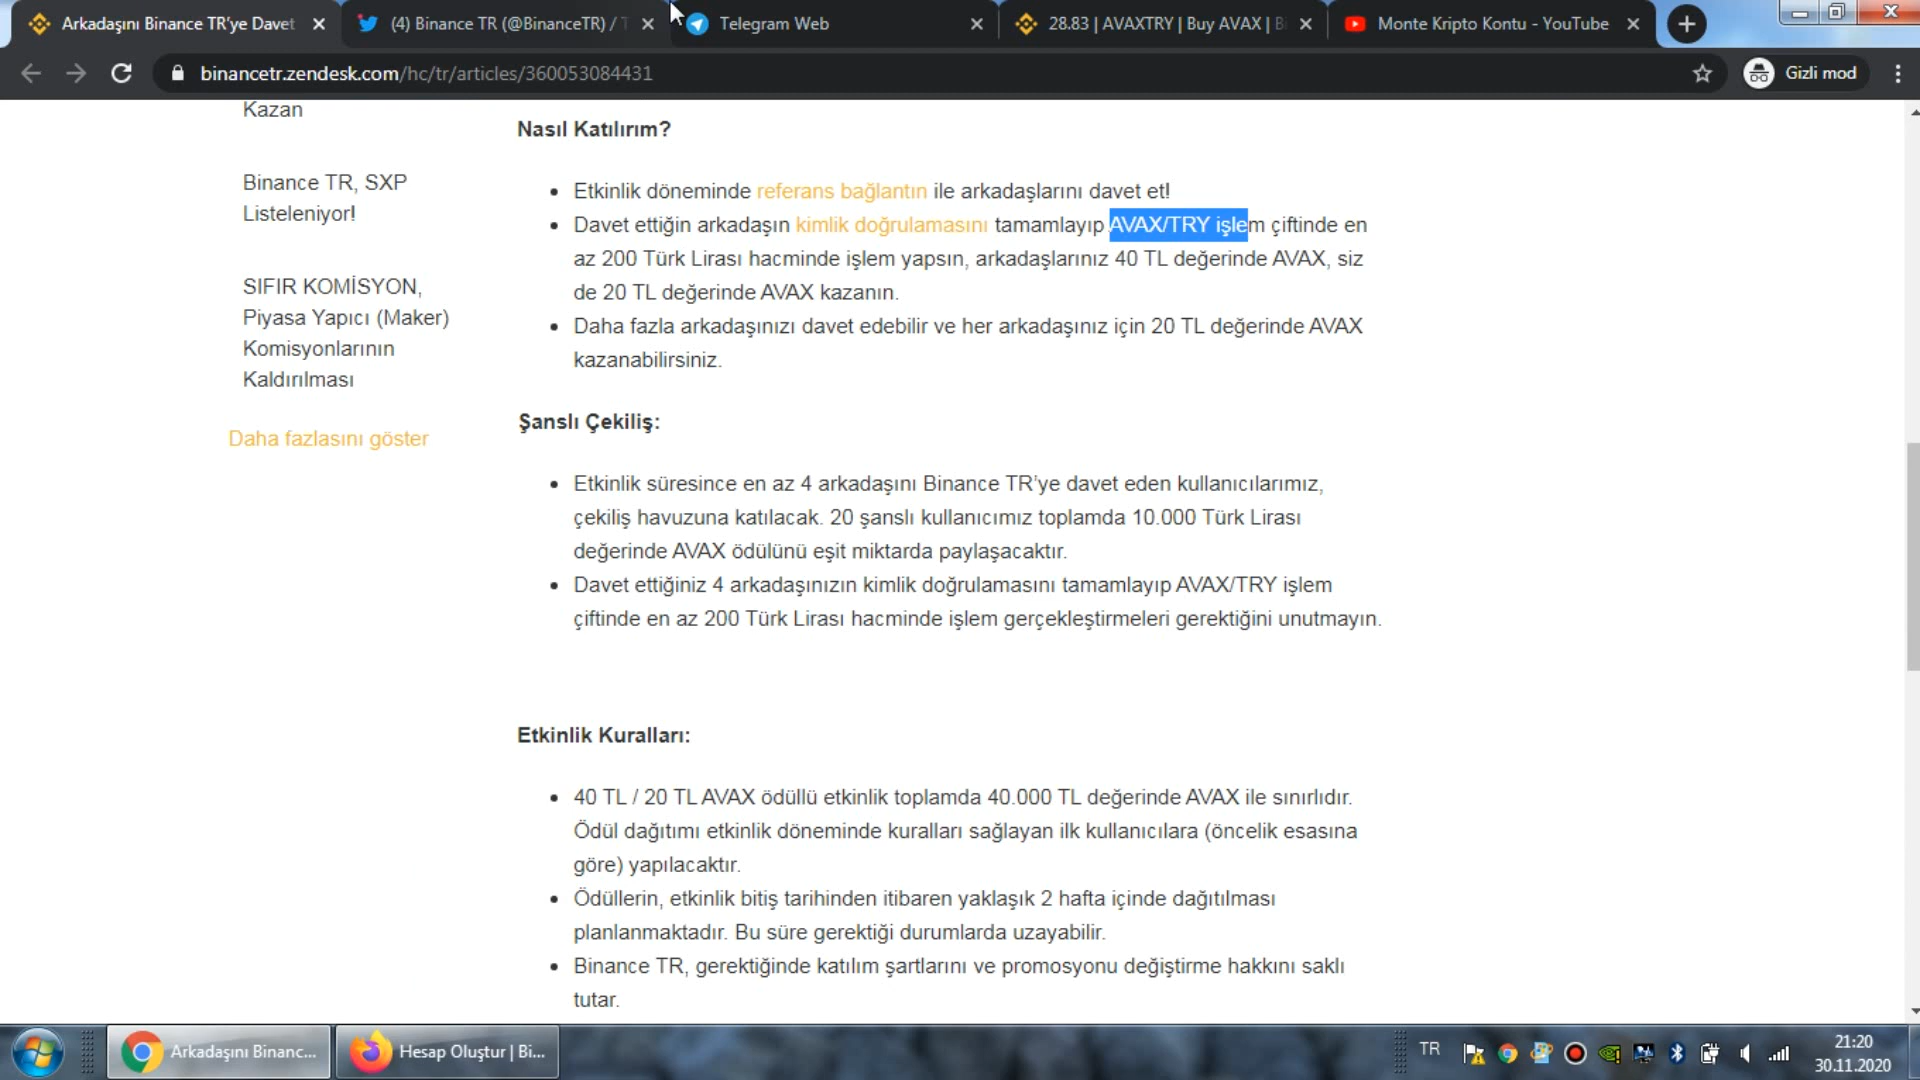 Arkadaşını Binance TR'ye Davet
(4) Binance TR (@BinanceTR) / T
Telegram Web
28.83 | AVAXTRY | Buy AVAX | B
Monte Kripto Kontu - YouTube
binancetr.zendesk.com/hc/tr/articles/360053084431
Gizli mod
Kazan
Binance TR, SXP
Listeleniyor!
SIFIR KOMİSYON,
Piyasa Yapıcı (Maker)
Komisyonlarının
Kaldırılması
Daha fazlasını göster
Nasıl Katılırım?
Etkinlik döneminde referans bağlantın ile arkadaşlarını davet et!
Davet ettiğin arkadaşın kimlik doğrulamasını tamamlayıp AVAX/TRY işlem çiftinde en
az 200 Türk Lirası hacminde işlem yapsın, arkadaşlarınız 40 TL değerinde AVAX, siz
de 20 TL değerinde AVAX kazanın.
Daha fazla arkadaşınızı davet edebilir ve her arkadaşınız için 20 TL değerinde AVAX
kazanabilirsiniz.
Şanslı Çekiliş:
Etkinlik süresince en az 4 arkadaşını Binance TR'ye davet eden kullanıcılarımız,
çekiliş havuzuna katılacak. 20 şanslı kullanıcımız toplamda 10.000 Türk Lirası
değerinde AVAX ödülünü eşit miktarda paylaşacaktır.
Davet ettiğiniz 4 arkadaşınızın kimlik doğrulamasını tamamlayıp AVAX/TRY işlem
çiftinde en az 200 Türk Lirası hacminde işlem gerçekleştirmeleri gerektiğini unutmayın.
Etkinlik Kuralları:
40 TL / 20 TL AVAX ödüllü etkinlik toplamda 40.000 TL değerinde AVAX ile sınırlıdır.
Ödül dağıtımı etkinlik döneminde kuralları sağlayan ilk kullanıcılara (öncelik esasına
göre) yapılacaktır.
Ödüllerin, etkinlik bitiş tarihinden itibaren yaklaşık 2 hafta içinde dağıtılması
planlanmaktadır. Bu süre gerektiği durumlarda uzayabilir.
Binance TR, gerektiğinde katılım şartlarını ve promosyonu değiştirme hakkını saklı
tutar.
Arkadaşını Binanc...
Hesap Oluştur | Bi...
TR
21:20
30.11.2020